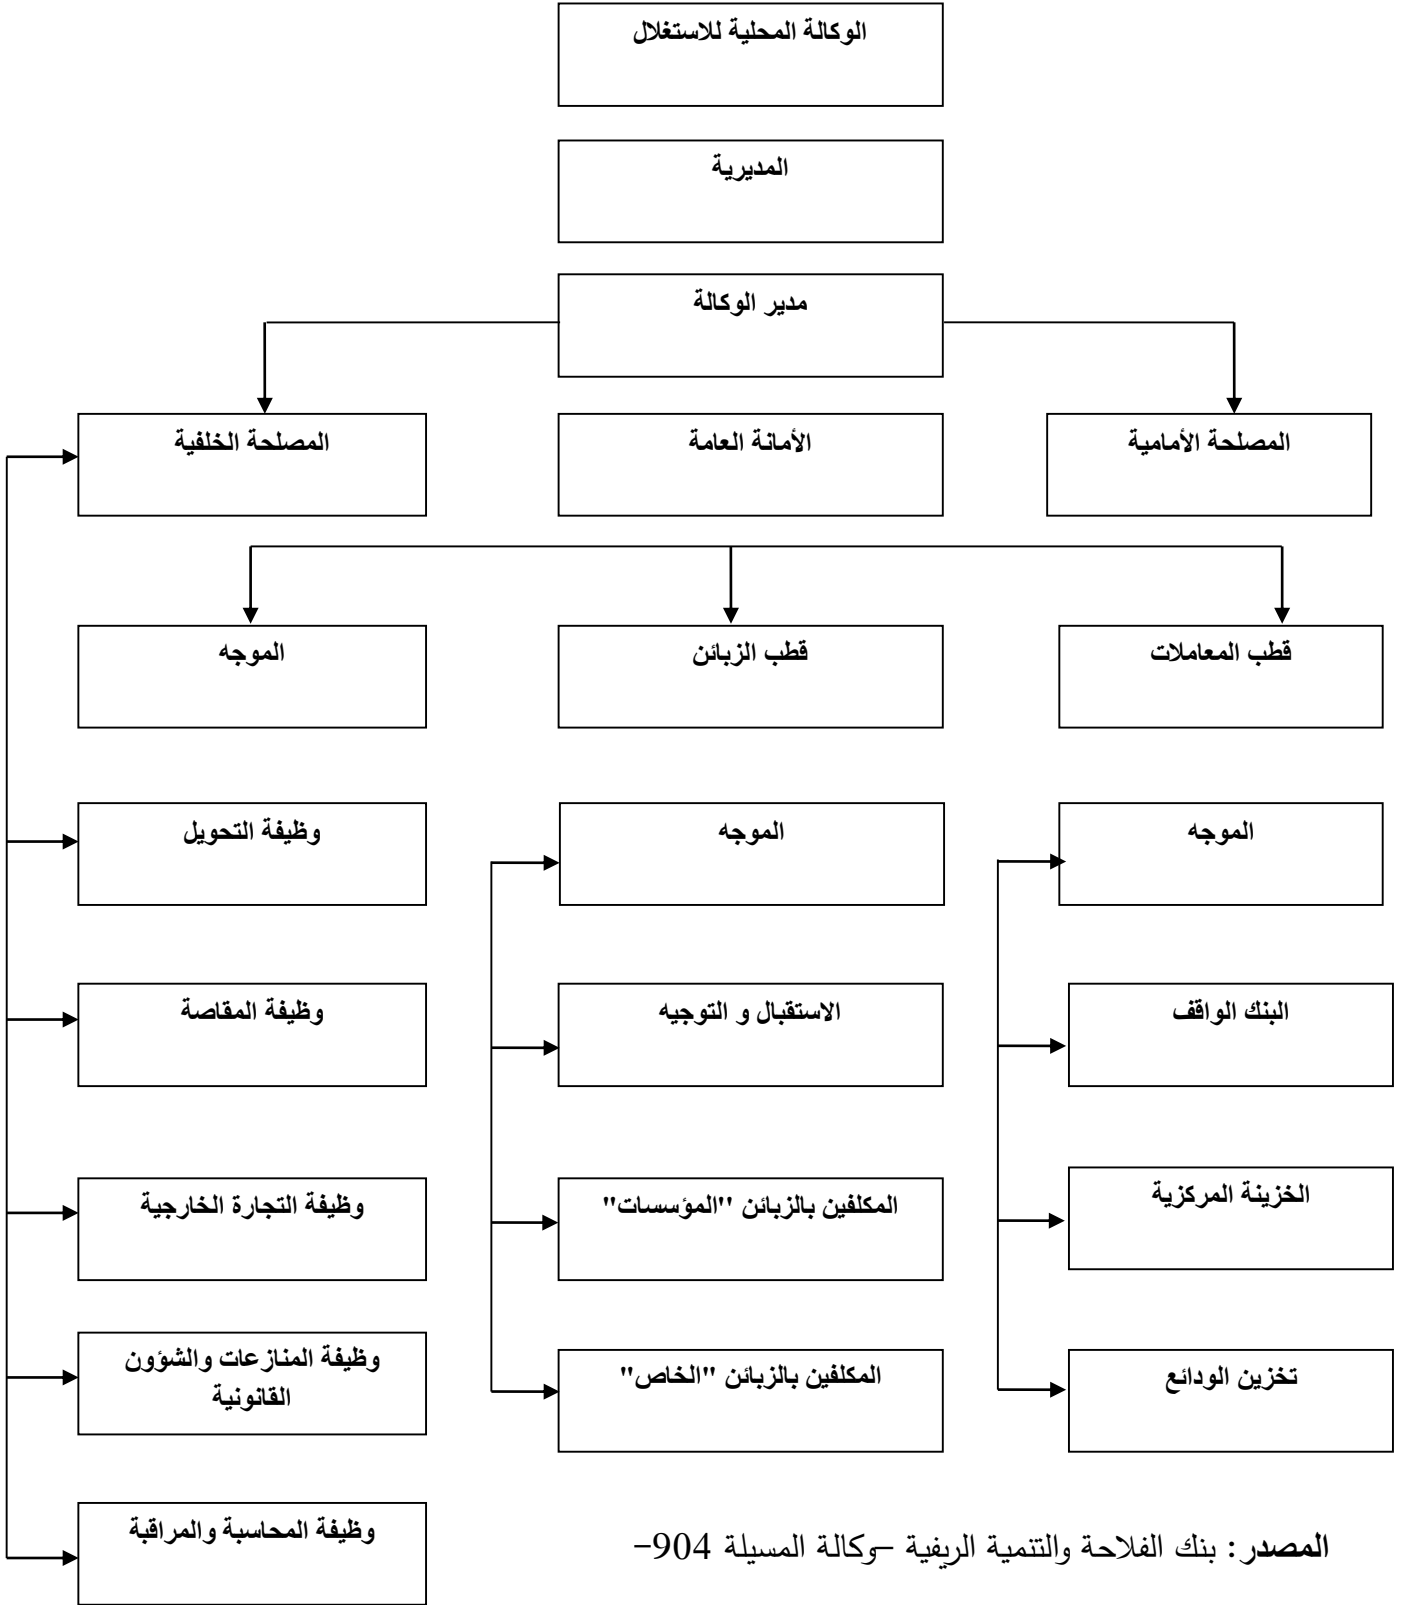 الوكالة المحلية للاستغلال
المديرية
مدير الوكالة
المصلحة الأمامية
الأمانة العامة
المصلحة الخلفية
قطب المعاملات
قطب الزبائن
الموجه
الموجه
الموجه
وظيفة التحويل
البنك الواقف
الاستقبال و التوجيه
وظيفة المقاصة
الخزينة المركزية
المكلفين بالزبائن "المؤسسات"
وظيفة التجارة الخارجية
تخزين الودائع
المكلفين بالزبائن "الخاص"
وظيفة المنازعات والشؤون
القانونية
وظيفة المحاسبة والمراقبة
المصدر: بنك الفلاحة والتنمية الريفية –وكالة المسيلة 904–